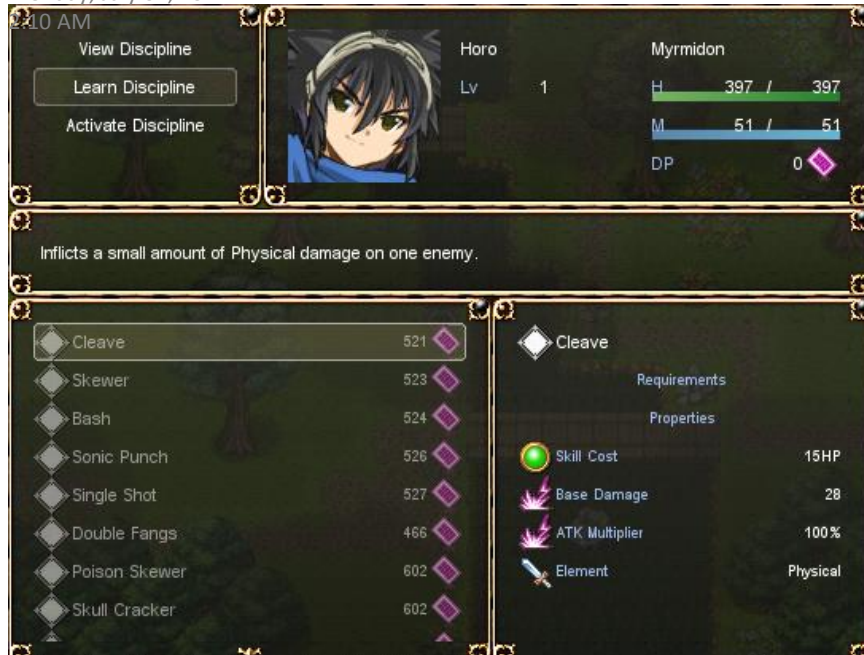 2:10 AM
View Discipline
Learn Discipline
Activate Discipline
Horo
Myrmidon
Lv 1
H 397 / 397
M 51 / 51
DP 0
Inflicts a small amount of Physical damage on one enemy.
Cleave 521
Skewer 523
Bash 524
Sonic Punch 526
Single Shot 527
Double Fangs 466
Poison Skewer 602
Skull Cracker 602
Cleave
Requirements
Properties
Skill Cost 15HP
Base Damage 28
ATK Multiplier 100%
Element Physical